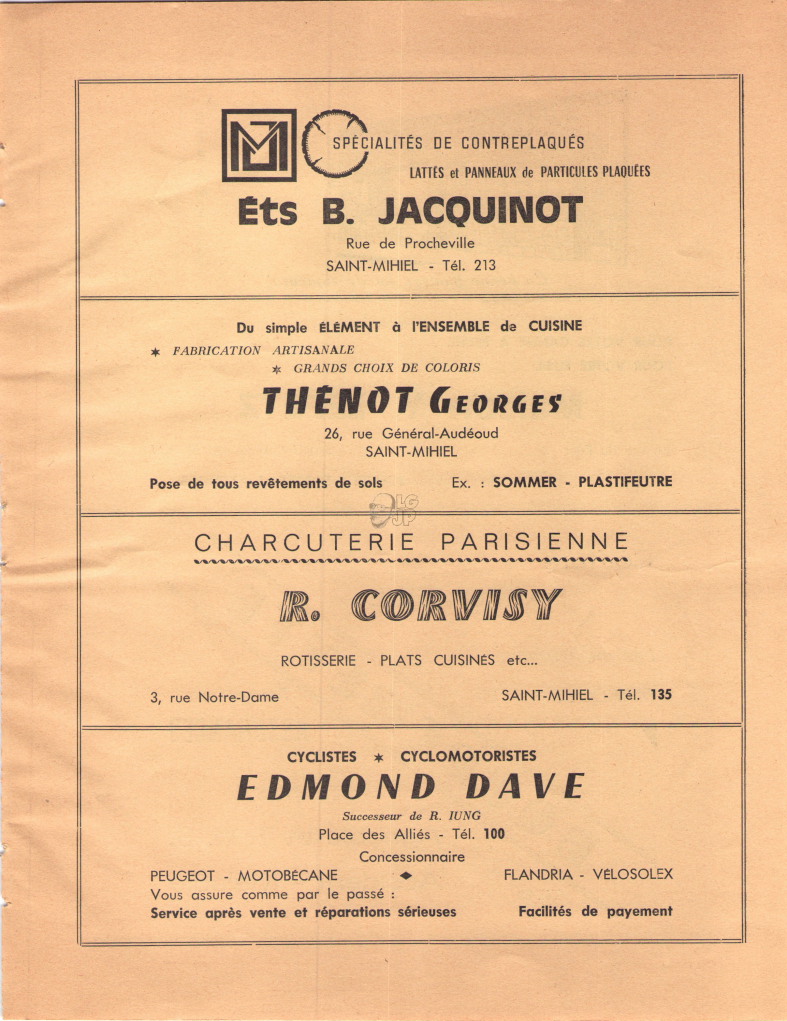 MJ
SPÉCIALITÉS DE CONTREPLAQUÉS
LATTÉS et PANNEAUX de PARTICULES PLAQUÉES
Éts B. JACQUINOT
Rue de Procheville
SAINT-MIHIEL - Tél. 213
Du simple ÉLÉMENT à l'ENSEMBLE de CUISINE
✶ FABRICATION ARTISANALE
✶ GRANDS CHOIX DE COLORIS
THÉNOT GEORGES
26, rue Général-Audéoud
SAINT-MIHIEL
Pose de tous revêtements de sols Ex. : SOMMER - PLASTIFEUTRE
LG
JP
CHARCUTERIE PARISIENNE
R. CORVISY
ROTISSERIE - PLATS CUISINÉS etc...
3, rue Notre-Dame SAINT-MIHIEL - Tél. 135
CYCLISTES ✶ CYCLOMOTORISTES
EDMOND DAVE
Successeur de R. IUNG
Place des Alliés - Tél. 100
Concessionnaire
PEUGEOT - MOTOBÉCANE ◆ FLANDRIA - VÉLOSOLEX
Vous assure comme par le passé :
Service après vente et réparations sérieuses Facilités de payement